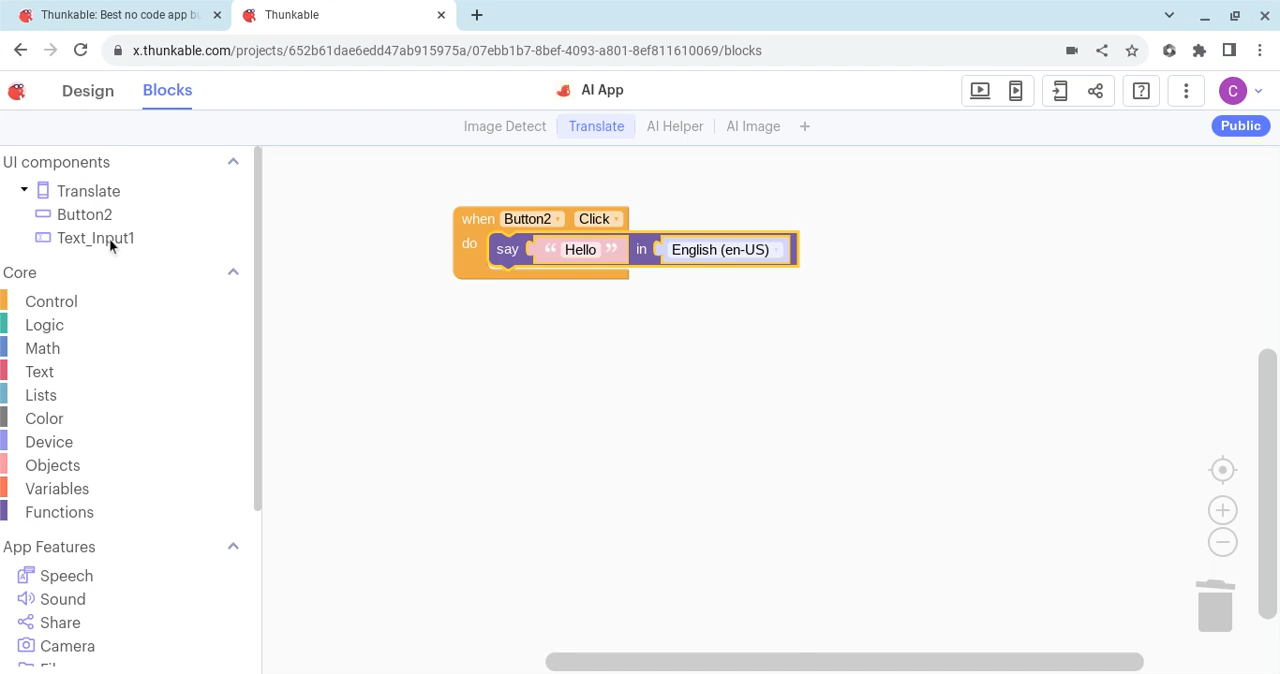 Thunkable: Best no code app bu
Thunkable
x.thunkable.com/projects/652b61dae6edd47ab915975a/07ebb1b7-8bef-4093-a801-8ef811610069/blocks
Design
Blocks
AI App
C
Image Detect
Translate
AI Helper
AI Image
Public
UI components
Translate
Button2
Text_Input1
Core
Control
Logic
Math
Text
Lists
Color
Device
Objects
Variables
Functions
App Features
Speech
Sound
Share
Camera
when Button2 Click
do say “ Hello ” in English (en-US)